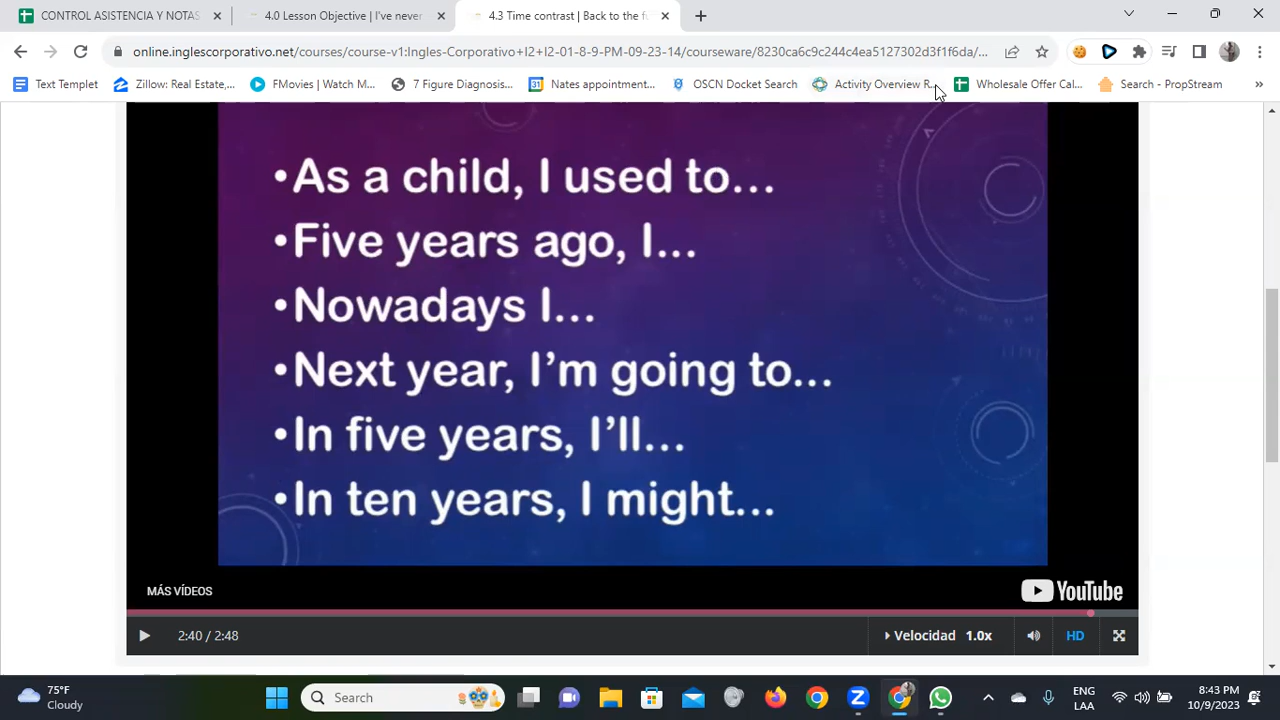 CONTROL ASISTENCIA Y NOTAS
4.0 Lesson Objective | I've never
4.3 Time contrast | Back to the fu
online.inglescorporativo.net/courses/course-v1:Ingles-Corporativo+I2+I2-01-8-9-PM-09-23-14/courseware/8230ca6c9c244c4ea5127302d3f1f6da/...
Text Templet
Zillow: Real Estate,...
FMovies | Watch M...
7 Figure Diagnosis...
Nates appointment...
OSCN Docket Search
Activity Overview R...
Wholesale Offer Cal...
Search - PropStream
»
•As a child, I used to...
•Five years ago, I...
•Nowadays I...
•Next year, I'm going to...
•In five years, I'll...
•In ten years, I might...
MÁS VÍDEOS
YouTube
2:40 / 2:48
Velocidad 1.0x
HD
75°F
Cloudy
Search
ENG
LAA
8:43 PM
10/9/2023